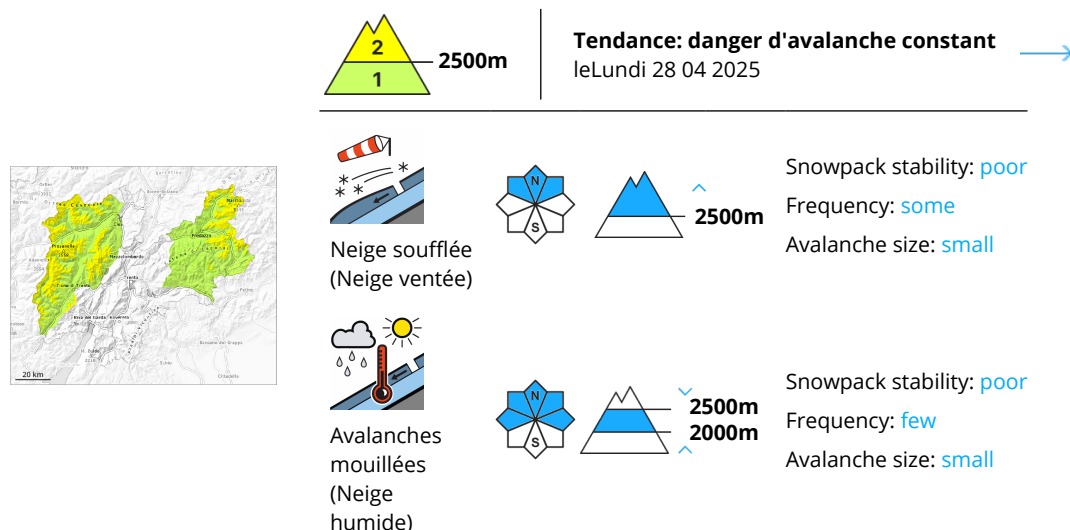 2
1
2500m
Tendance: danger d'avalanche constant
leLundi 28 04 2025
N
S
2500m
Snowpack stability: poor
Frequency: some
Avalanche size: small
Neige soufflée
(Neige ventée)
20 km
N
S
2500m
2000m
Snowpack stability: poor
Frequency: few
Avalanche size: small
Avalanches
mouillées
(Neige
humide)